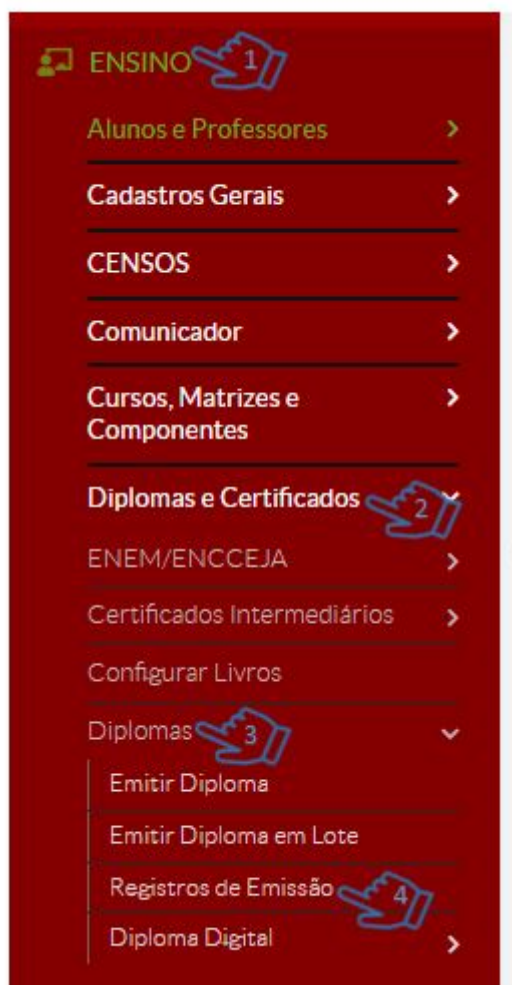 ENSINO 1
Alunos e Professores
Cadastros Gerais
CENSOS
Comunicador
Cursos, Matrizes e
Componentes
Diplomas e Certificados 2
ENEM/ENCCEJA
Certificados Intermediários
Configurar Livros
Diplomas 3
Emitir Diploma
Emitir Diploma em Lote
Registros de Emissão 4
Diploma Digital